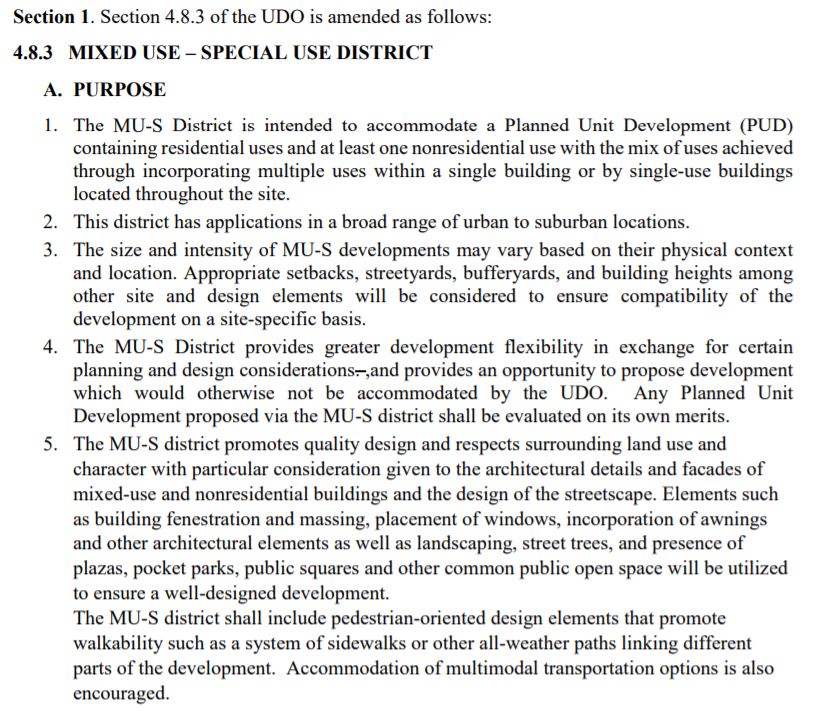 Section 1. Section 4.8.3 of the UDO is amended as follows:
4.8.3 MIXED USE – SPECIAL USE DISTRICT
A. PURPOSE
1. The MU-S District is intended to accommodate a Planned Unit Development (PUD)
containing residential uses and at least one nonresidential use with the mix of uses achieved
through incorporating multiple uses within a single building or by single-use buildings
located throughout the site.
2. This district has applications in a broad range of urban to suburban locations.
3. The size and intensity of MU-S developments may vary based on their physical context
and location. Appropriate setbacks, streetyards, bufferyards, and building heights among
other site and design elements will be considered to ensure compatibility of the
development on a site-specific basis.
4. The MU-S District provides greater development flexibility in exchange for certain
planning and design considerations.,and provides an opportunity to propose development
which would otherwise not be accommodated by the UDO. Any Planned Unit
Development proposed via the MU-S district shall be evaluated on its own merits.
5. The MU-S district promotes quality design and respects surrounding land use and
character with particular consideration given to the architectural details and facades of
mixed-use and nonresidential buildings and the design of the streetscape. Elements such
as building fenestration and massing, placement of windows, incorporation of awnings
and other architectural elements as well as landscaping, street trees, and presence of
plazas, pocket parks, public squares and other common public open space will be utilized
to ensure a well-designed development.
The MU-S district shall include pedestrian-oriented design elements that promote
walkability such as a system of sidewalks or other all-weather paths linking different
parts of the development. Accommodation of multimodal transportation options is also
encouraged.